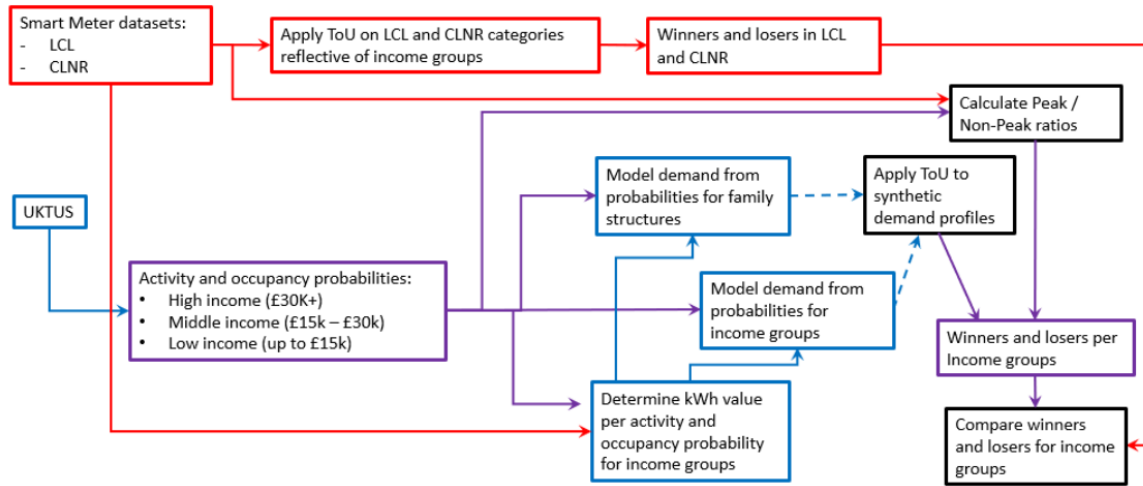 Smart Meter datasets:
- LCL
- CLNR
Apply ToU on LCL and CLNR categories
reflective of income groups
Winners and losers in LCL
and CLNR
Calculate Peak /
Non-Peak ratios
Model demand from
probabilities for family
structures
Apply ToU to
synthetic
demand profiles
UKTUS
Activity and occupancy probabilities:
• High income (£30K+)
• Middle income (£15k – £30k)
• Low income (up to £15k)
Model demand from
probabilities for
income groups
Winners and losers per
Income groups
Determine kWh value
per activity and
occupancy probability
for income groups
Compare winners
and losers for income
groups